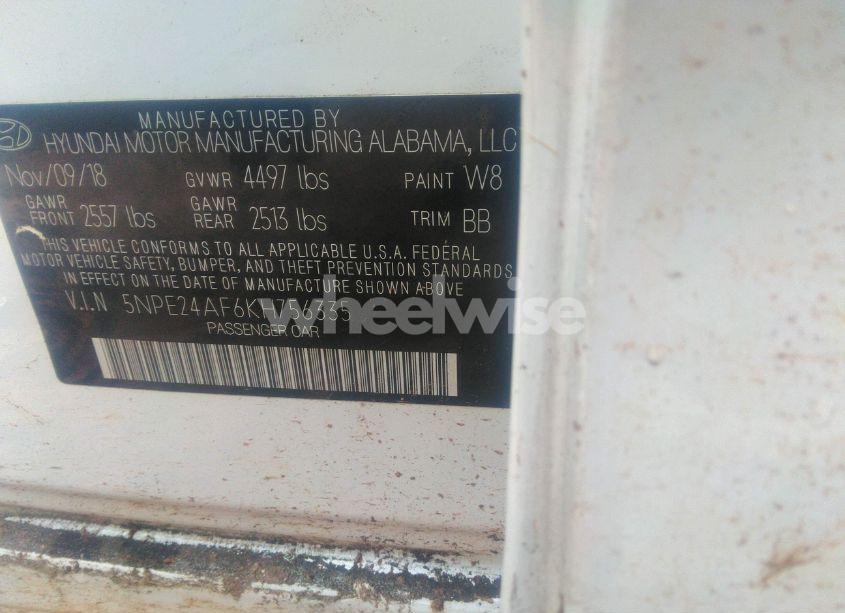 MANUFACTURED BY
HYUNDAI MOTOR MANUFACTURING ALABAMA, LLC
Nov/09/18 GVWR 4497 lbs PAINT W8
GAWR FRONT 2557 lbs GAWR REAR 2513 lbs TRIM BB
THIS VEHICLE CONFORMS TO ALL APPLICABLE U.S.A. FEDERAL
MOTOR VEHICLE SAFETY, BUMPER, AND THEFT PREVENTION STANDARDS
IN EFFECT ON THE DATE OF MANUFACTURE SHOWN ABOVE
V.I.N 5NPE24AF6KH756335
PASSENGER CAR
wheelwise